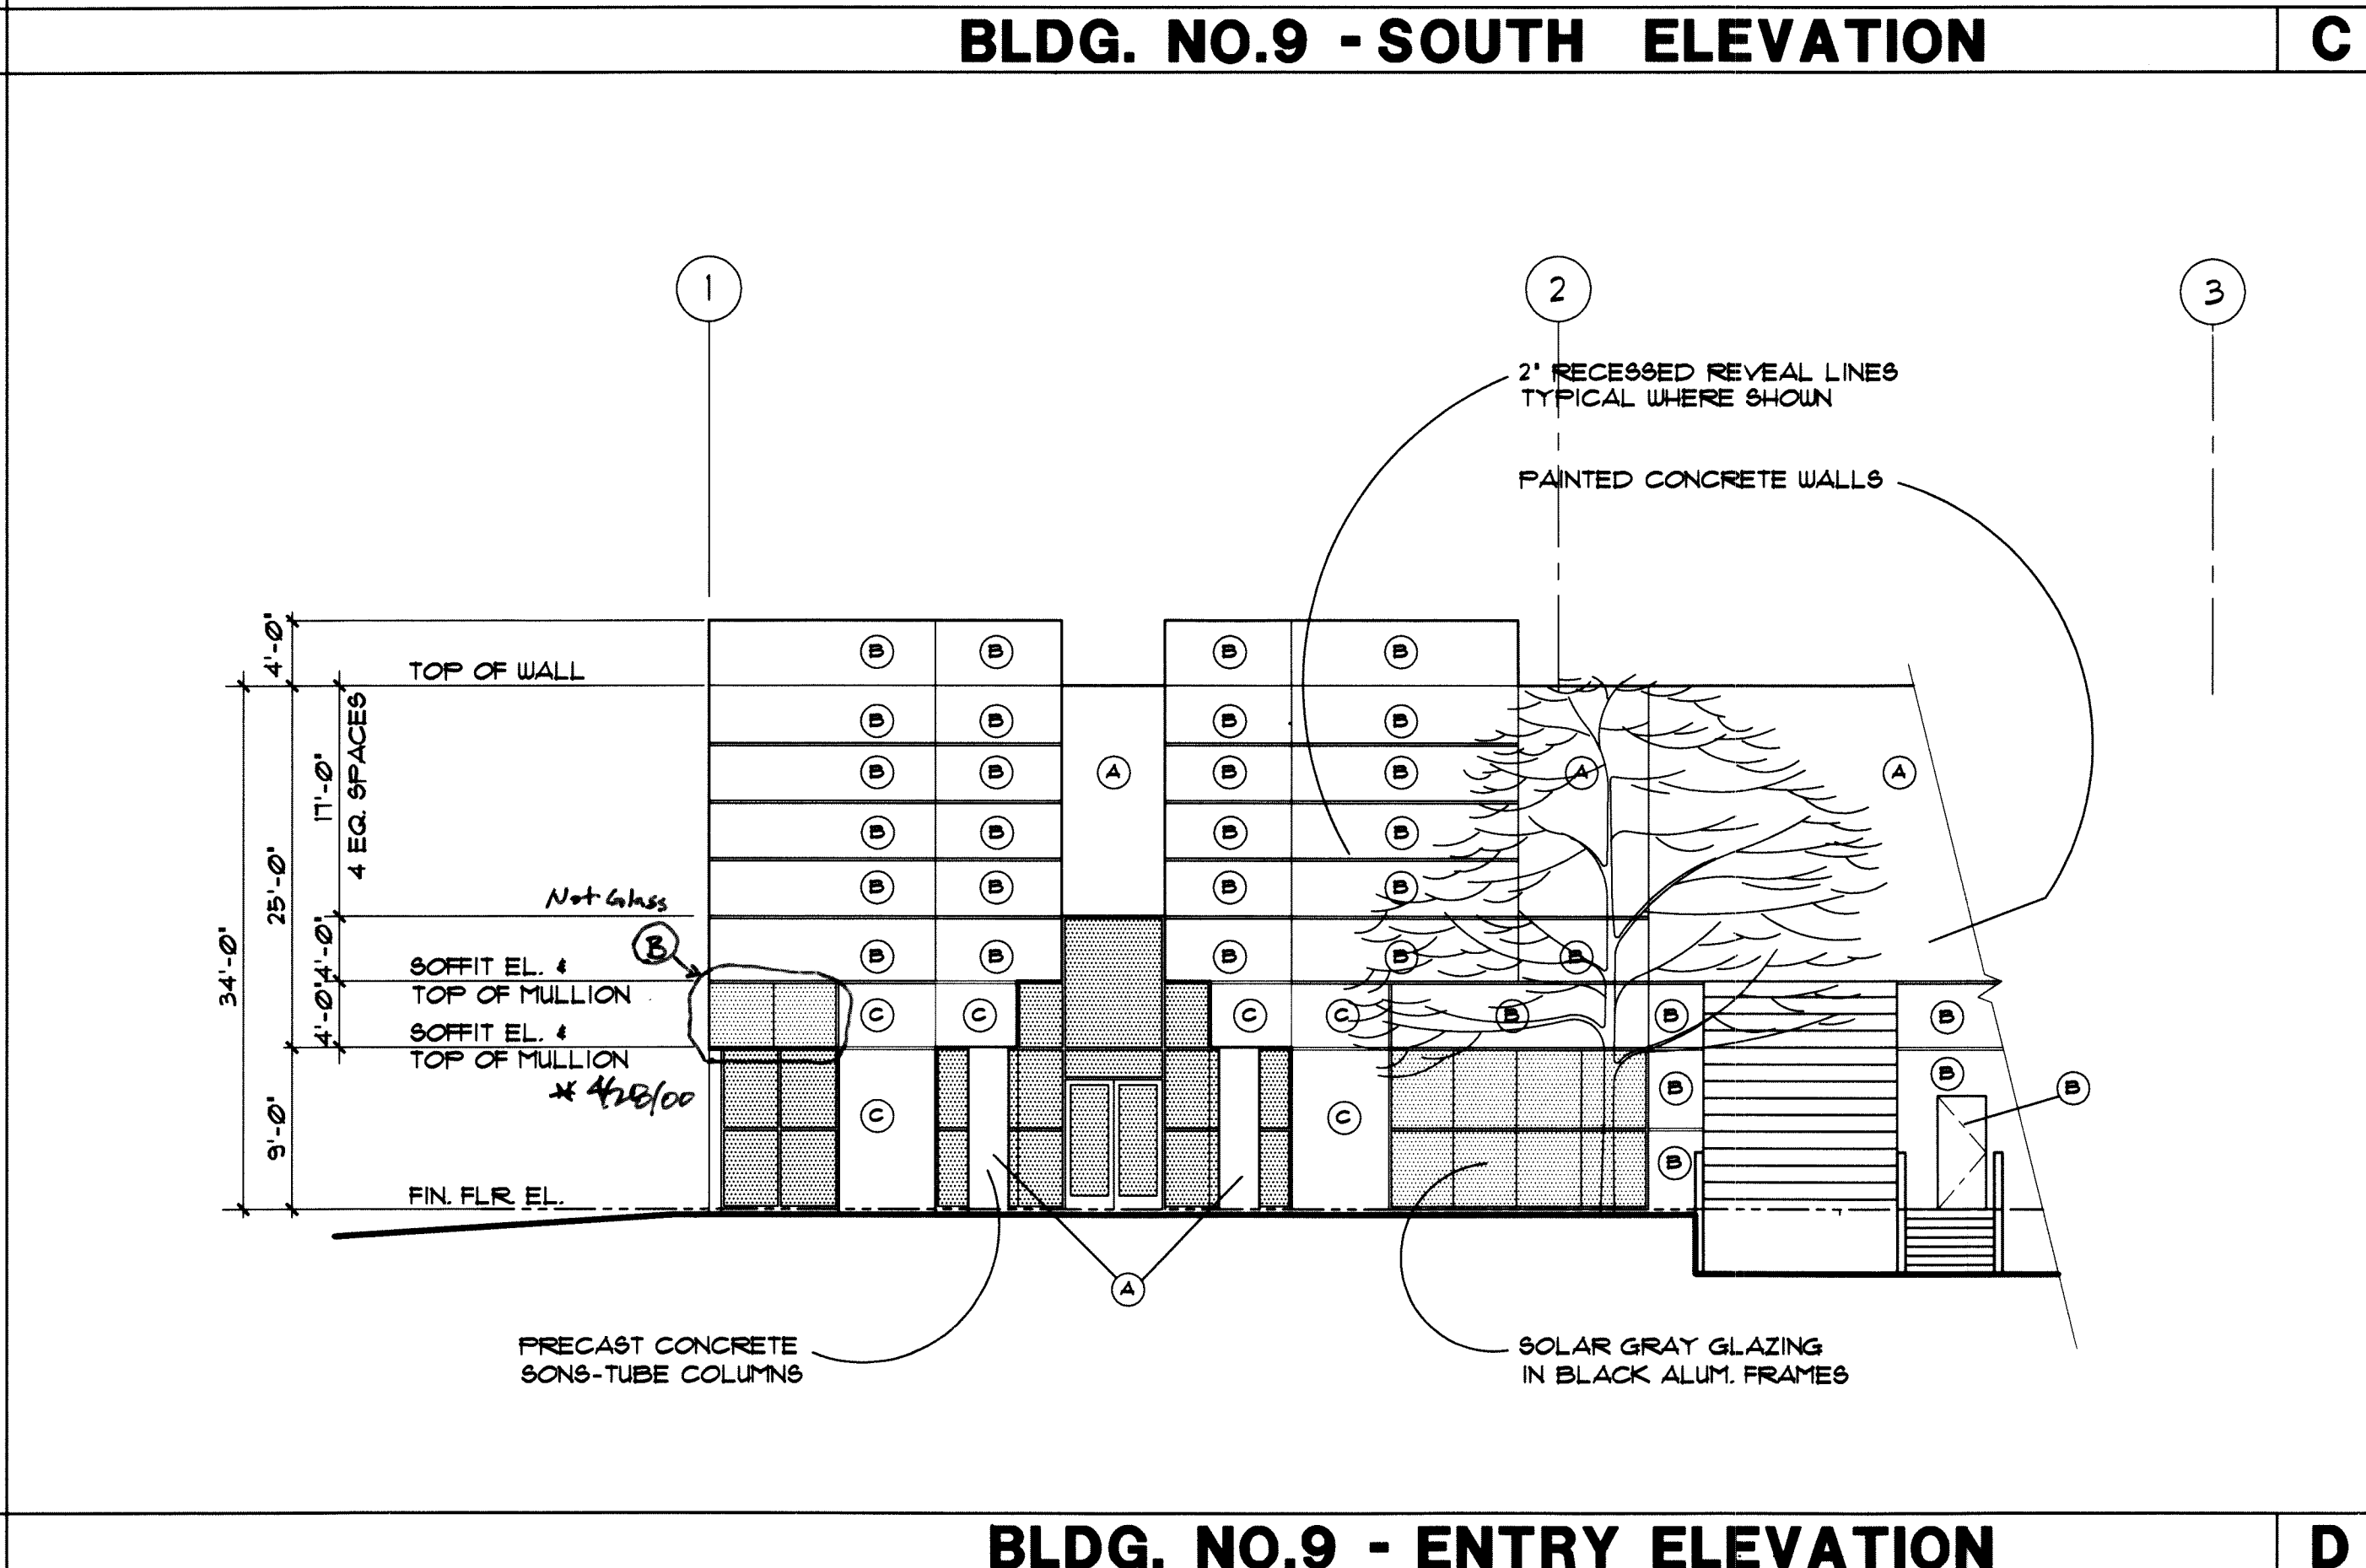 BLDG. NO.9 - SOUTH ELEVATION C
1 2 3
2" RECESSED REVEAL LINES
TYPICAL WHERE SHOWN
PAINTED CONCRETE WALLS
4'-0"
TOP OF WALL
B B B B
B B B B
17'-0"
4 EQ. SPACES
B B A B B A A
B B B B
25'-0"
B B B B
Not Glass
34'-0"
B
4'-0"
B B B B B
SOFFIT EL. &
TOP OF MULLION
4'-0"
C C C C B B B
SOFFIT EL. &
TOP OF MULLION
* 4/28/00
9'-0"
C C B B B
B
FIN. FLR. EL.
A
PRECAST CONCRETE
SONS-TUBE COLUMNS
SOLAR GRAY GLAZING
IN BLACK ALUM. FRAMES
BLDG. NO.9 - ENTRY ELEVATION D